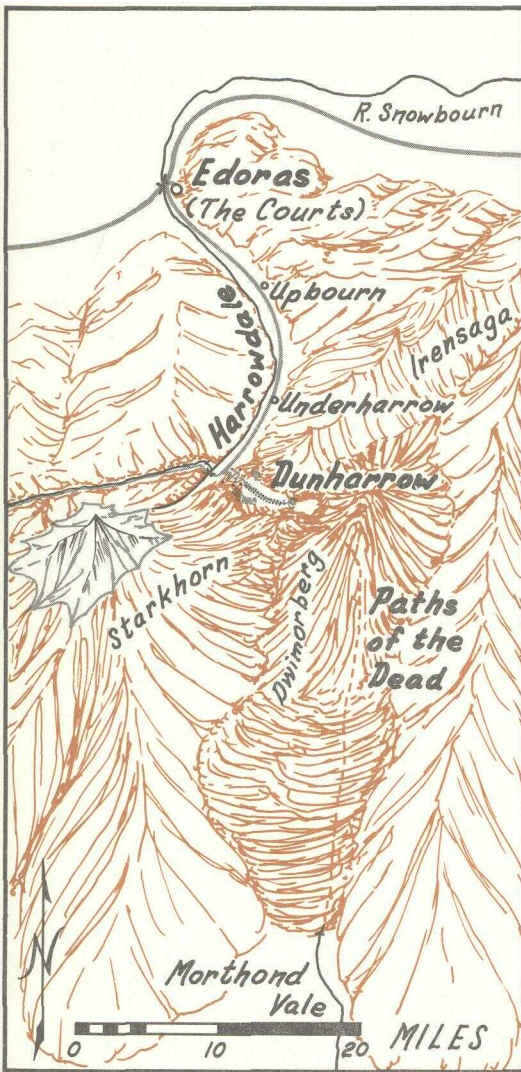 R. Snowbourn
Edoras
(The Courts)
Upbourn
Harrowdale
Irensaga
Underharrow
Dunharrow
Starkhorn
Dwimorberg
Paths
of the
Dead
N
Morthond
Vale
0 10 20 MILES